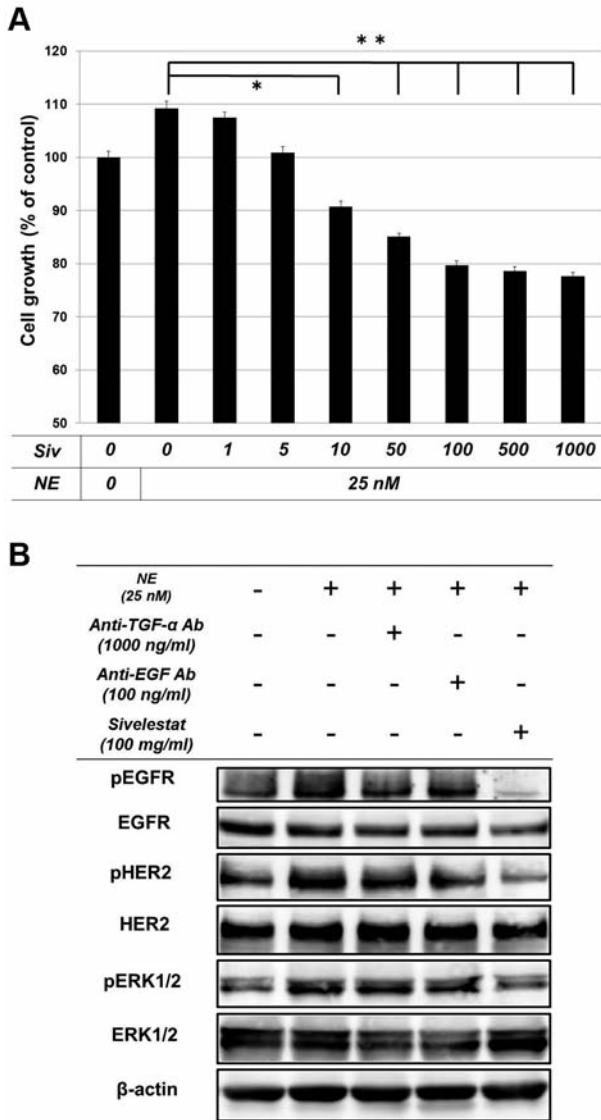 A
* *
*
120
110
100
90
80
70
60
50
Cell growth (% of control)
Siv 0 0 1 5 10 50 100 500 1000
NE 0 25 nM
B
NE
(25 nM) - + + + +
Anti-TGF-α Ab
(1000 ng/ml) - - + - -
Anti-EGF Ab
(100 ng/ml) - - - + -
Sivelestat
(100 mg/ml) - - - - +
pEGFR
EGFR
pHER2
HER2
pERK1/2
ERK1/2
β-actin